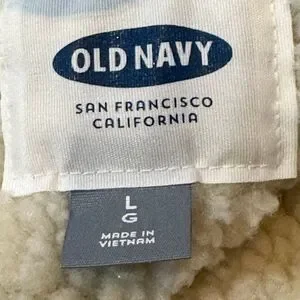 OLD NAVY
SAN FRANCISCO
CALIFORNIA
L
G
MADE IN
VIETNAM